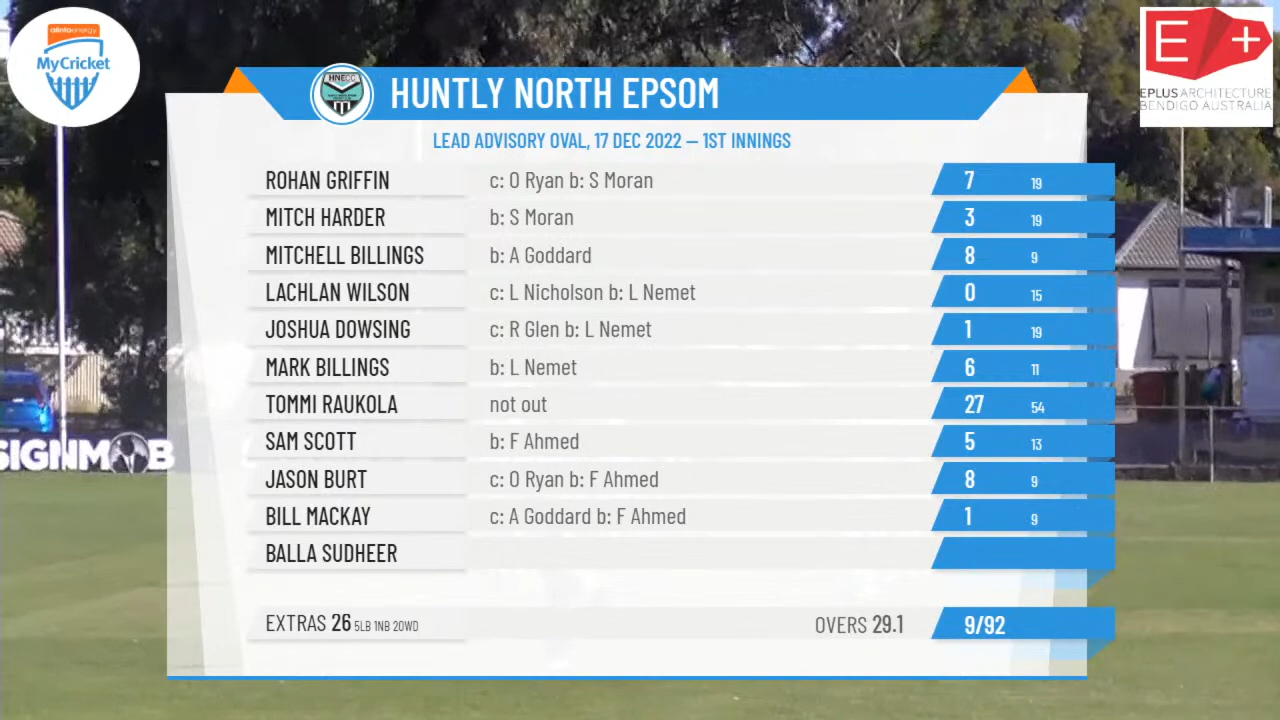 alintaenergy
MyCricket
HNECC
HUNTLY NORTH EPSOM
E+
EPLUS ARCHITECTURE
BENDIGO AUSTRALIA
LEAD ADVISORY OVAL, 17 DEC 2022 – 1ST INNINGS
ROHAN GRIFFIN c: O Ryan b: S Moran 7 19
MITCH HARDER b: S Moran 3 19
MITCHELL BILLINGS b: A Goddard 8 9
LACHLAN WILSON c: L Nicholson b: L Nemet 0 15
JOSHUA DOWSING c: R Glen b: L Nemet 1 19
MARK BILLINGS b: L Nemet 6 11
TOMMI RAUKOLA not out 27 54
SAM SCOTT b: F Ahmed 5 13
JASON BURT c: O Ryan b: F Ahmed 8 9
BILL MACKAY c: A Goddard b: F Ahmed 1 9
BALLA SUDHEER
EXTRAS 26 5LB 1NB 20WD OVERS 29.1 9/92
SIGNMOB